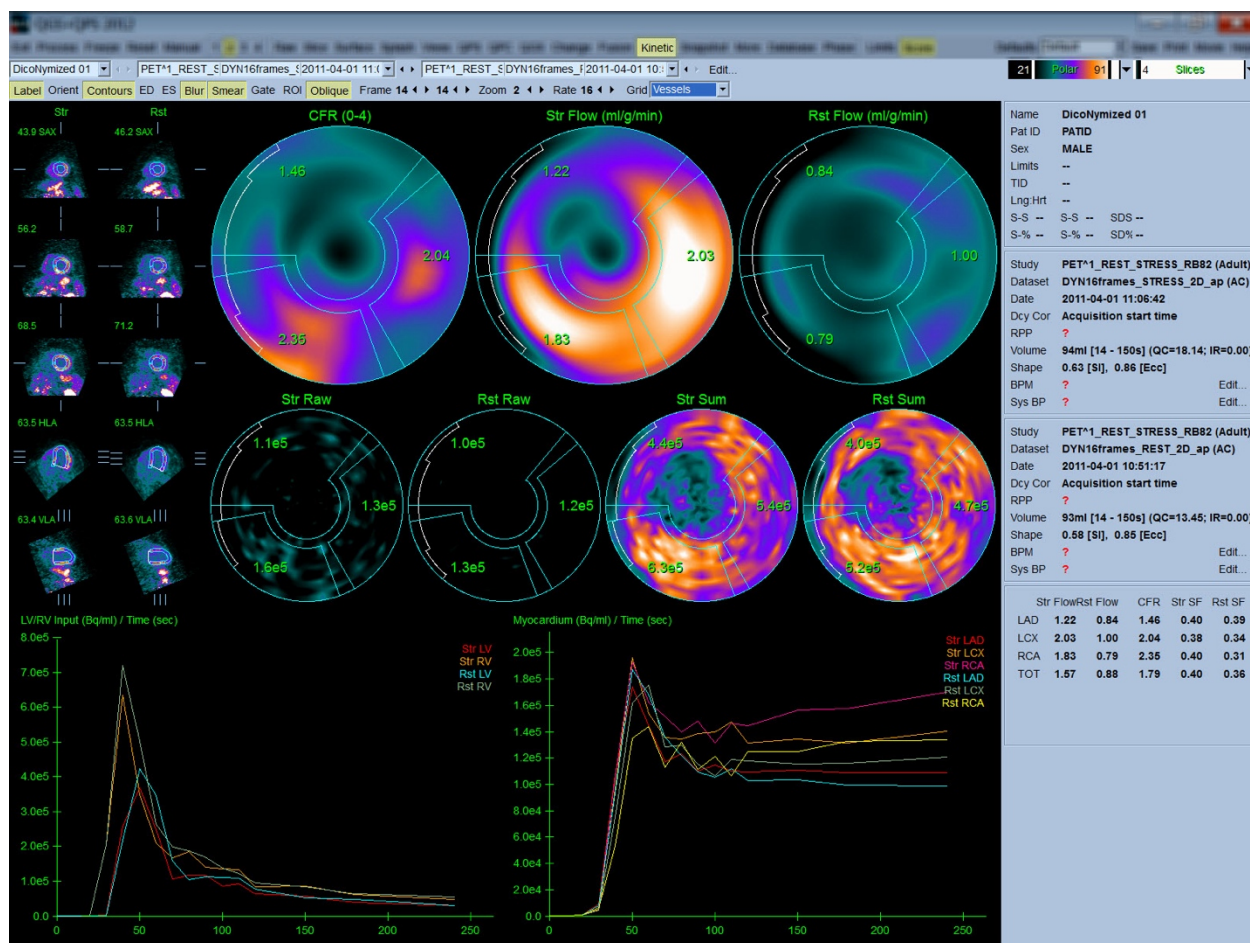 QGS+QPS 2012
Kinetic
DicoNymized 01 PET^1_REST_S DYN16frames_S 2011-04-01 11:( PET^1_REST_S DYN16frames_F 2011-04-01 10: Edit...
21 Polar 91 4 Slices
Label Orient Contours ED ES Blur Smear Gate ROI Oblique Frame 14 14 Zoom 2 Rate 16 Grid Vessels
Str Rst
43.9 SAX 46.2 SAX
56.2 58.7
68.5 71.2
63.5 HLA 63.5 HLA
63.4 VLA 63.6 VLA
CFR (0-4) Str Flow (ml/g/min) Rst Flow (ml/g/min)
1.46 1.22 0.84
2.04 2.03 1.00
2.35 1.83 0.79
Str Raw Rst Raw Str Sum Rst Sum
1.1e5 1.0e5 4.4e5 4.0e5
1.3e5 1.2e5 5.4e5 4.7e5
1.6e5 1.3e5 6.3e5 5.2e5
LV/RV Input (Bq/ml) / Time (sec)
8.0e5
7.0e5
6.0e5
5.0e5
4.0e5
3.0e5
2.0e5
1.0e5
0.0
0 50 100 150 200 250
Str LV
Str RV
Rst LV
Rst RV
Myocardium (Bq/ml) / Time (sec)
2.0e5
1.8e5
1.6e5
1.4e5
1.2e5
1.0e5
8.0e4
6.0e4
4.0e4
2.0e4
0.0
0 50 100 150 200 250
Str LAD
Str LCX
Str RCA
Rst LAD
Rst LCX
Rst RCA
Name DicoNymized 01
Pat ID PATID
Sex MALE
Limits --
TID --
Lng:Hrt --
S-S -- S-S -- SDS --
S-% -- S-% -- SD% --
Study PET^1_REST_STRESS_RB82 (Adult)
Dataset DYN16frames_STRESS_2D_ap (AC)
Date 2011-04-01 11:06:42
Dcy Cor Acquisition start time
RPP ?
Volume 94ml [14 - 150s] (QC=18.14; IR=0.00)
Shape 0.63 [SI], 0.86 [Ecc]
BPM ? Edit...
Sys BP ? Edit...
Study PET^1_REST_STRESS_RB82 (Adult)
Dataset DYN16frames_REST_2D_ap (AC)
Date 2011-04-01 10:51:17
Dcy Cor Acquisition start time
RPP ?
Volume 93ml [14 - 150s] (QC=13.45; IR=0.00)
Shape 0.58 [SI], 0.85 [Ecc]
BPM ? Edit...
Sys BP ? Edit...
Str Flow Rst Flow CFR Str SF Rst SF
LAD 1.22 0.84 1.46 0.40 0.39
LCX 2.03 1.00 2.04 0.38 0.34
RCA 1.83 0.79 2.35 0.40 0.31
TOT 1.57 0.88 1.79 0.40 0.36